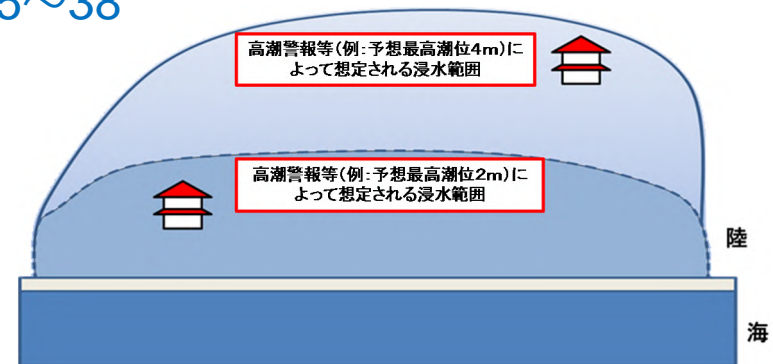 5～38
高潮警報等(例:予想最高潮位4m)に
よって想定される浸水範囲
高潮警報等(例:予想最高潮位2m)に
よって想定される浸水範囲
陸
海